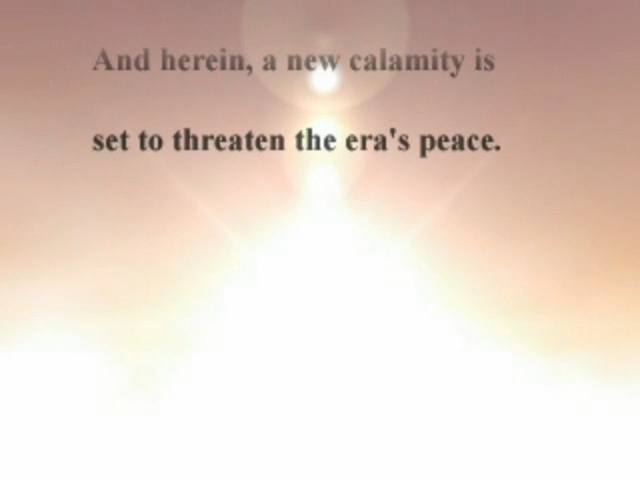 And herein, a new calamity is
set to threaten the era's peace.